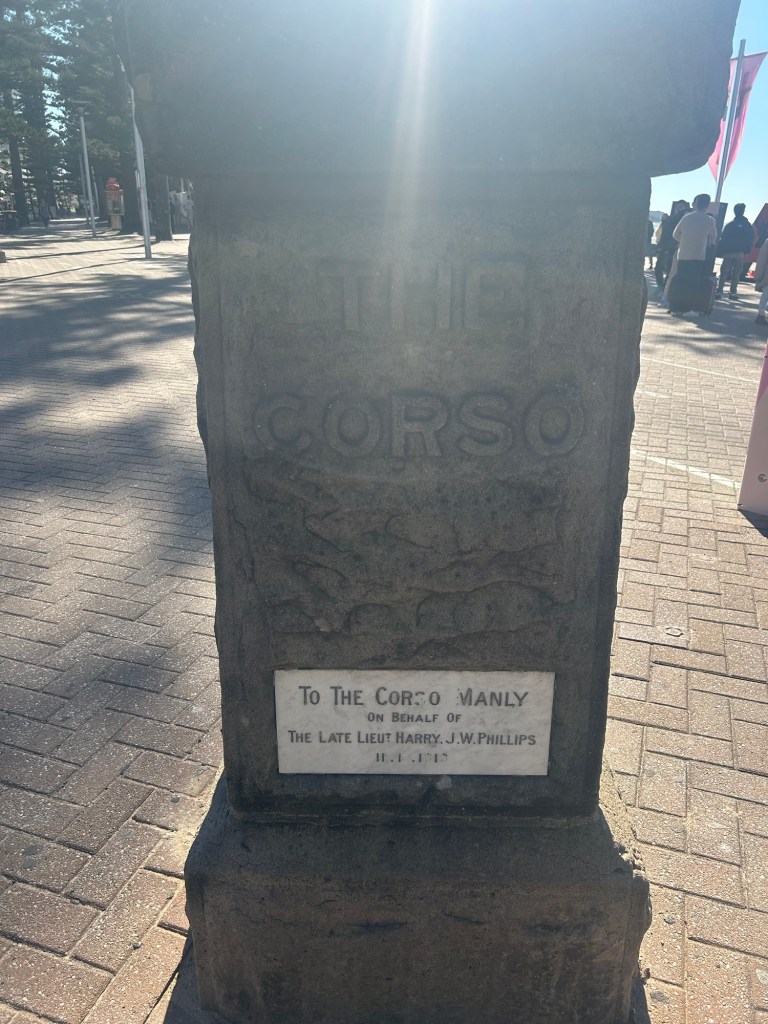 THE
CORSO
TO THE CORSO MANLY
ON BEHALF OF
THE LATE LIEUT HARRY. J.W. PHILLIPS